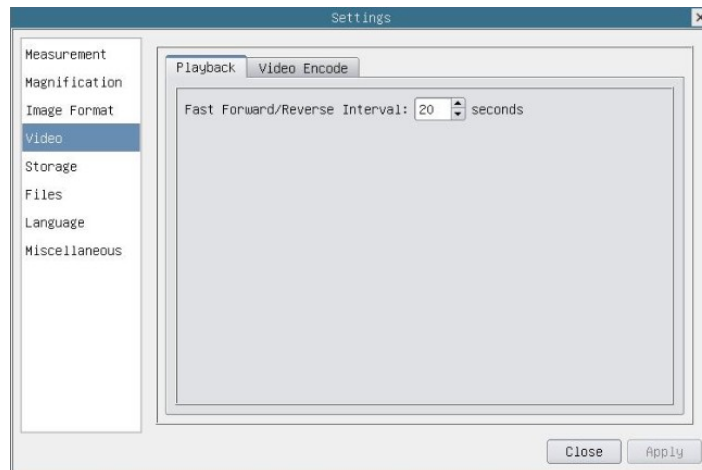 Settings
Measurement
Magnification
Image Format
Video
Storage
Files
Language
Miscellaneous
Playback Video Encode
Fast Forward/Reverse Interval: 20 seconds
Close Apply